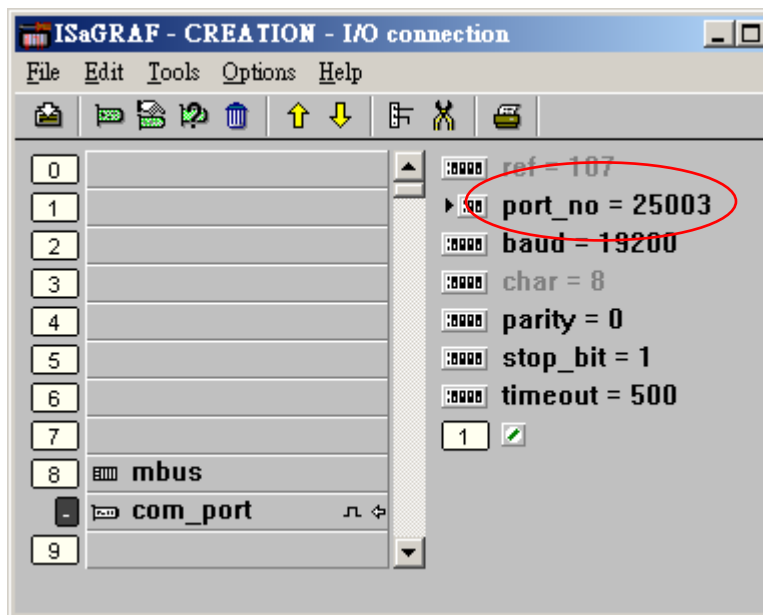 ISaGRAF - CREATION - I/O connection
File Edit Tools Options Help
0
1
2
3
4
5
6
7
8 mbus
- com_port
9
ref = 107
port_no = 25003
baud = 19200
char = 8
parity = 0
stop_bit = 1
timeout = 500
1